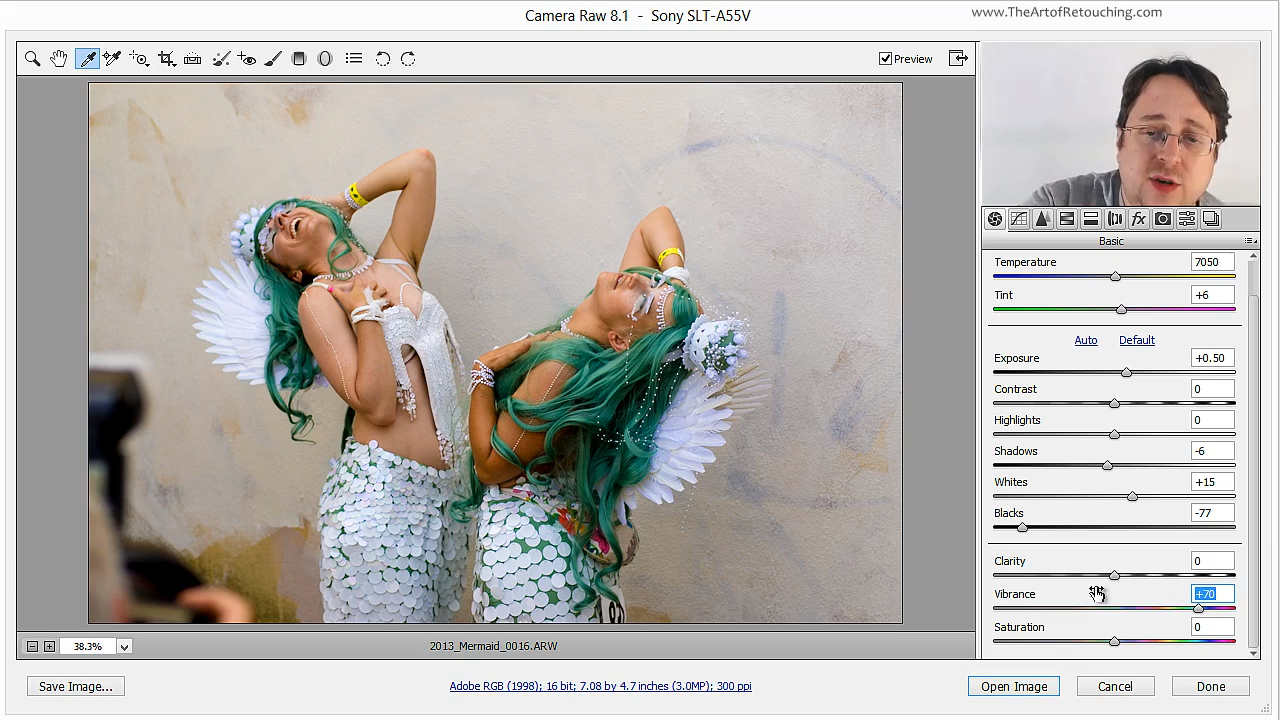 Camera Raw 8.1 - Sony SLT-A55V
www.TheArtofRetouching.com
Preview
Basic
Temperature 7050
Tint +6
Auto Default
Exposure +0.50
Contrast 0
Highlights 0
Shadows -6
Whites +15
Blacks -77
Clarity 0
Vibrance +70
Saturation 0
38.3%
Save Image...
Adobe RGB (1998); 16 bit; 7.08 by 4.7 inches (3.0MP); 300 ppi
Open Image
Cancel
Done